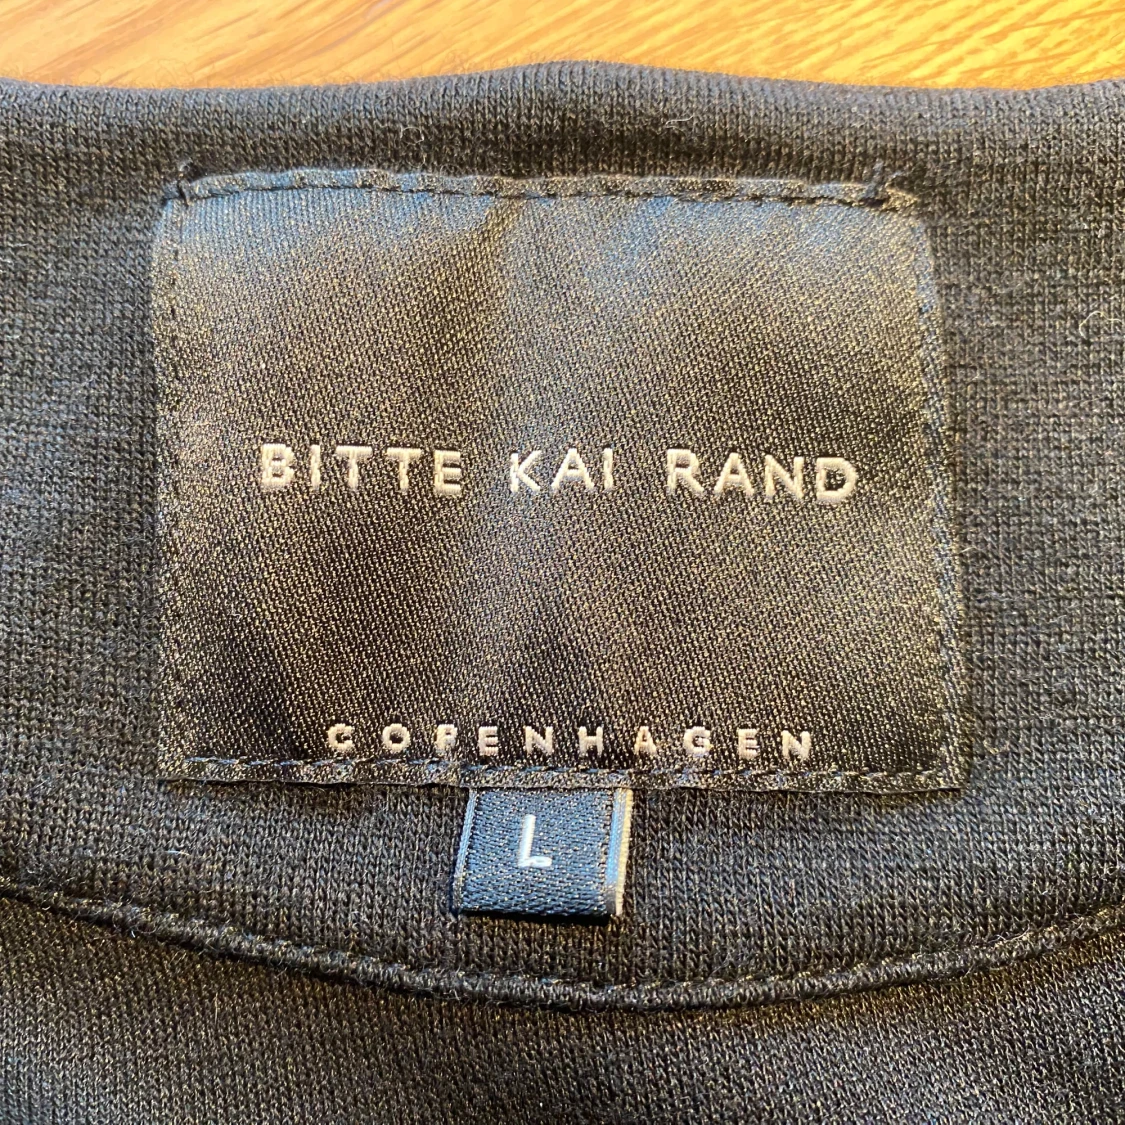 BITTE KAI RAND
COPENHAGEN
L